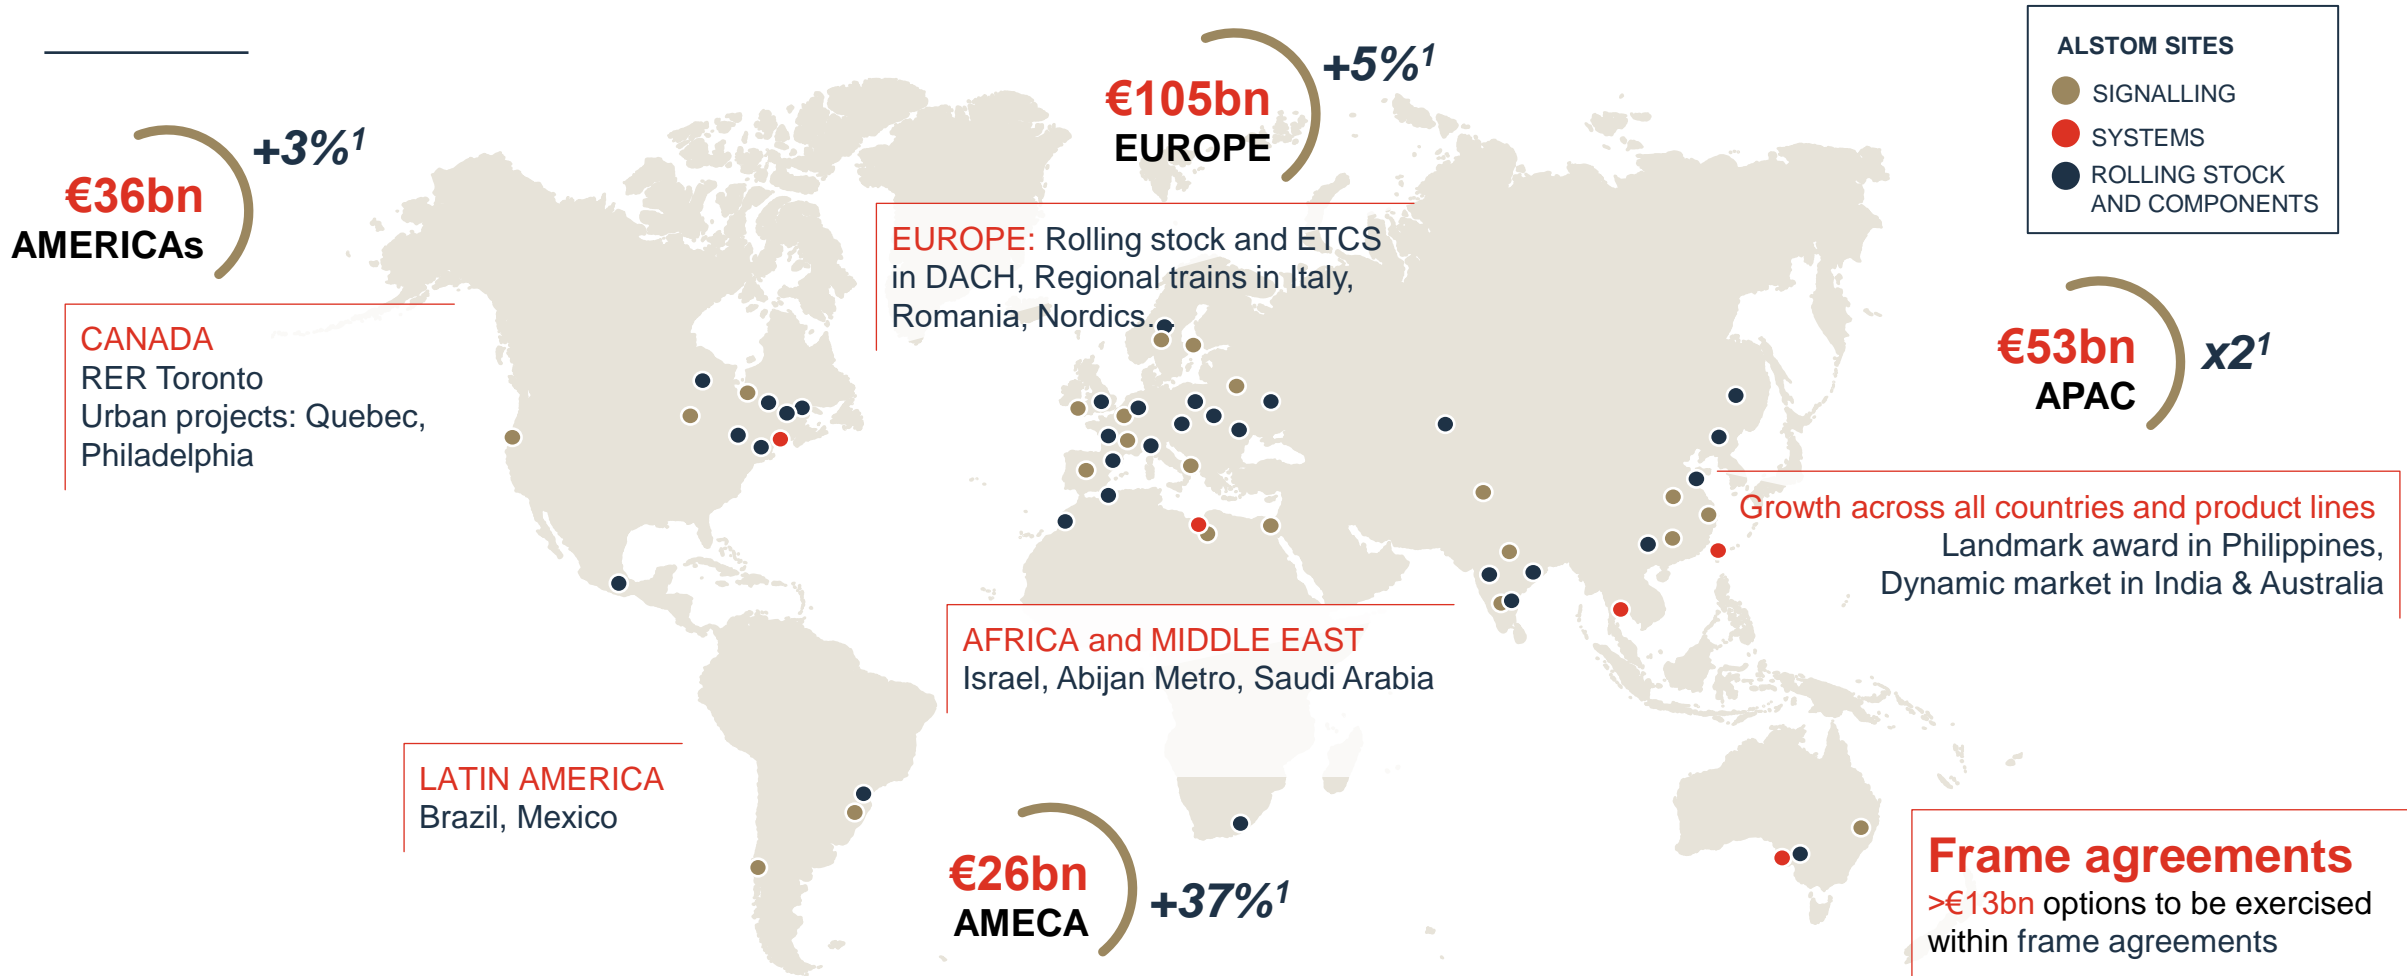 +5%¹
€105bn
EUROPE
ALSTOM SITES
SIGNALLING
SYSTEMS
ROLLING STOCK
AND COMPONENTS
+3%¹
€36bn
AMERICAs
EUROPE: Rolling stock and ETCS
in DACH, Regional trains in Italy,
Romania, Nordics...
CANADA
RER Toronto
Urban projects: Quebec,
Philadelphia
€53bn
APAC
x2¹
Growth across all countries and product lines
Landmark award in Philippines,
Dynamic market in India & Australia
AFRICA and MIDDLE EAST
Israel, Abijan Metro, Saudi Arabia
LATIN AMERICA
Brazil, Mexico
€26bn
AMECA
+37%¹
Frame agreements
>€13bn options to be exercised
within frame agreements